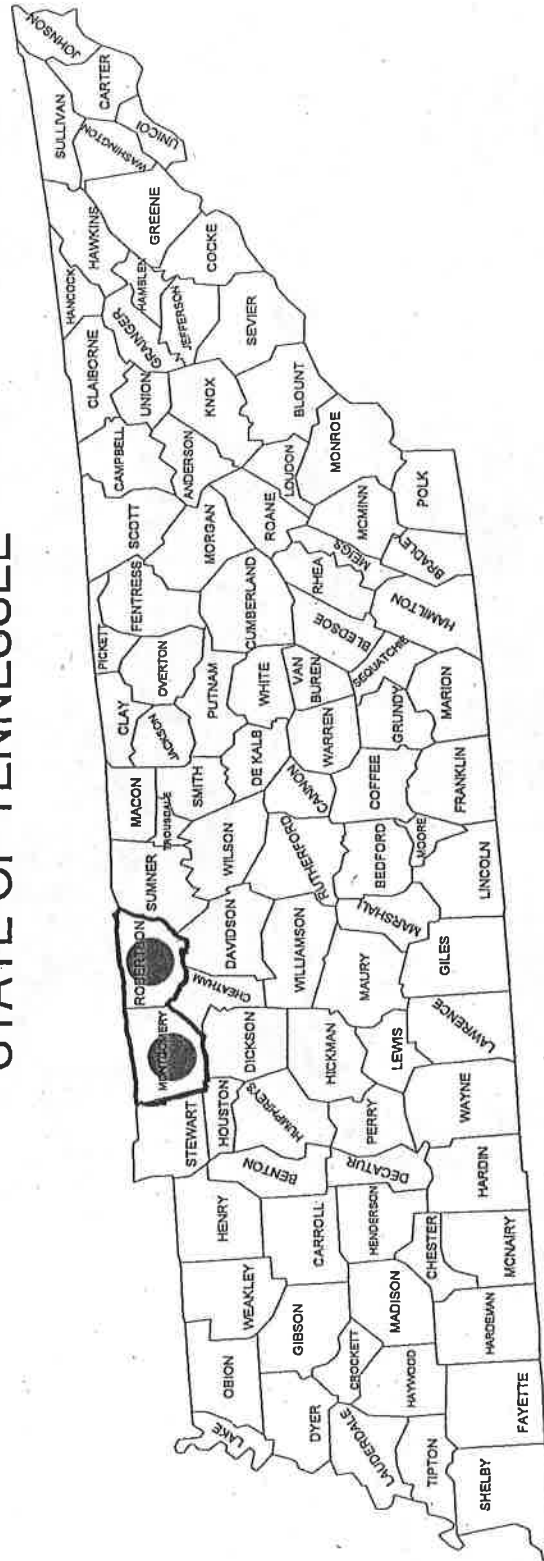 STATE OF TENNESSEE
JOHNSON
SULLIVAN
CARTER
WASHINGTON
UNICOI
HANCOCK
HAWKINS
GREENE
CLAIBORNE
GRAINGER
HAMBLEN
COCKE
JEFFERSON
UNION
SEVIER
CAMPBELL
KNOX
ANDERSON
BLOUNT
SCOTT
LOUDON
MONROE
MORGAN
ROANE
MCMINN
POLK
FENTRESS
MEIGS
BRADLEY
RHEA
PICKETT
CUMBERLAND
HAMILTON
BLEDSOE
OVERTON
CLAY
PUTNAM
WHITE
VAN
BUREN
SEQUATCHIE
JACKSON
MARION
GRUNDY
WARREN
DE KALB
MACON
SMITH
CANNON
COFFEE
FRANKLIN
TROUSDALE
WILSON
RUTHERFORD
MOORE
BEDFORD
SUMNER
LINCOLN
MARSHALL
DAVIDSON
WILLIAMSON
ROBERTSON
GILES
MAURY
CHEATHAM
MONTGOMERY
DICKSON
HICKMAN
LEWIS
LAWRENCE
STEWART
HOUSTON
HUMPHREYS
PERRY
WAYNE
BENTON
DECATUR
HARDIN
HENRY
CARROLL
HENDERSON
CHESTER
MCNAIRY
WEAKLEY
GIBSON
MADISON
HARDEMAN
OBION
CROCKETT
HAYWOOD
DYER
LAKE
LAUDERDALE
FAYETTE
TIPTON
SHELBY